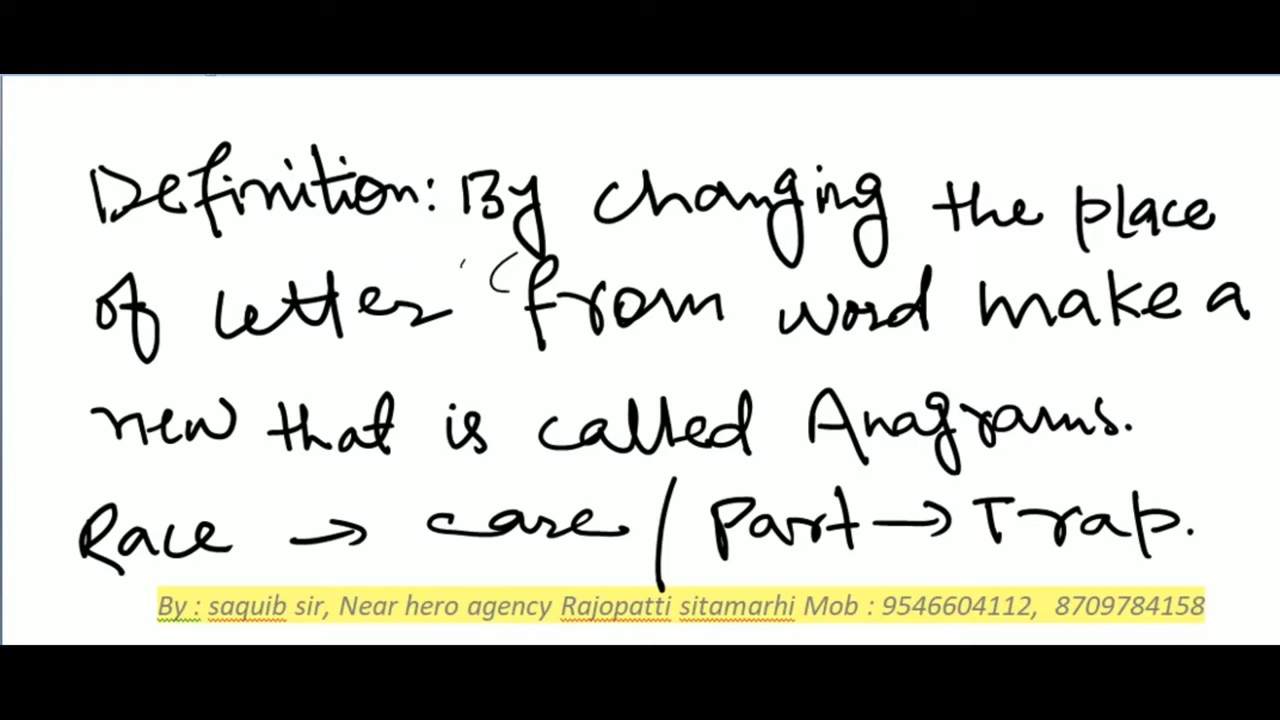 Definition: By changing the place
of letter from word make a
new that is called Anagrams.
Race → care / Part → Trap.
By : saquib sir, Near hero agency Rajopatti sitamarhi Mob : 9546604112, 8709784158